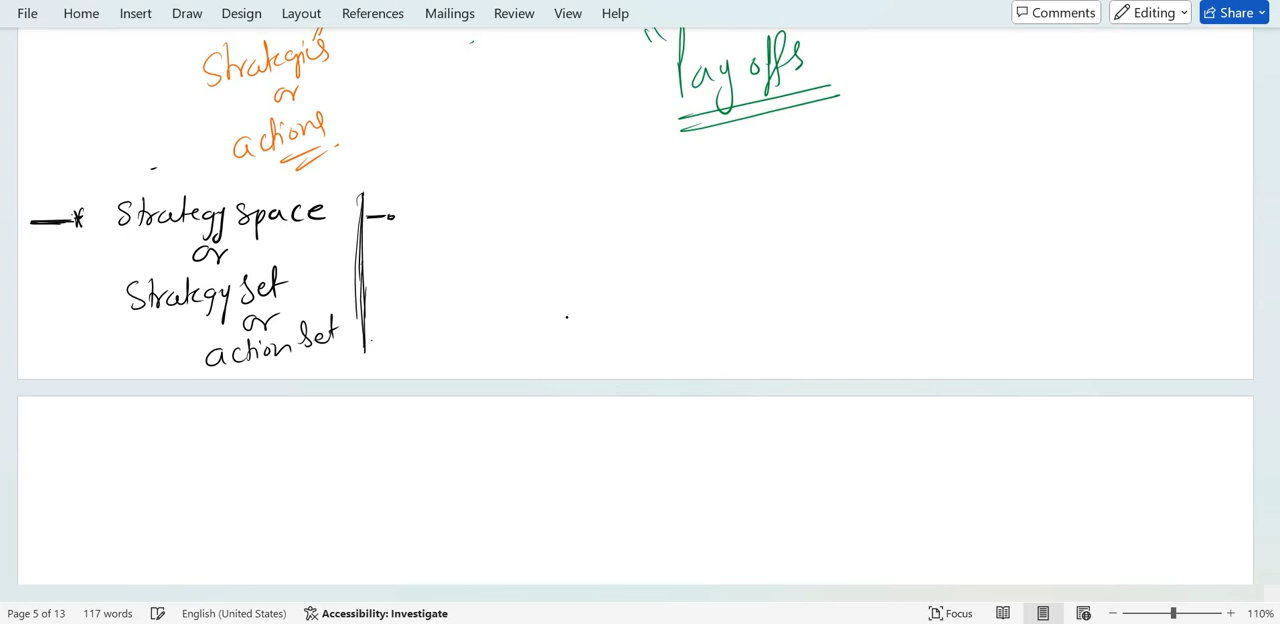 File Home Insert Draw Design Layout References Mailings Review View Help Comments Editing Share
Strategies
or
actions
Payoffs
Strategy space
or
Strategy set
or
action set
Page 5 of 13 117 words English (United States) Accessibility: Investigate Focus 110%